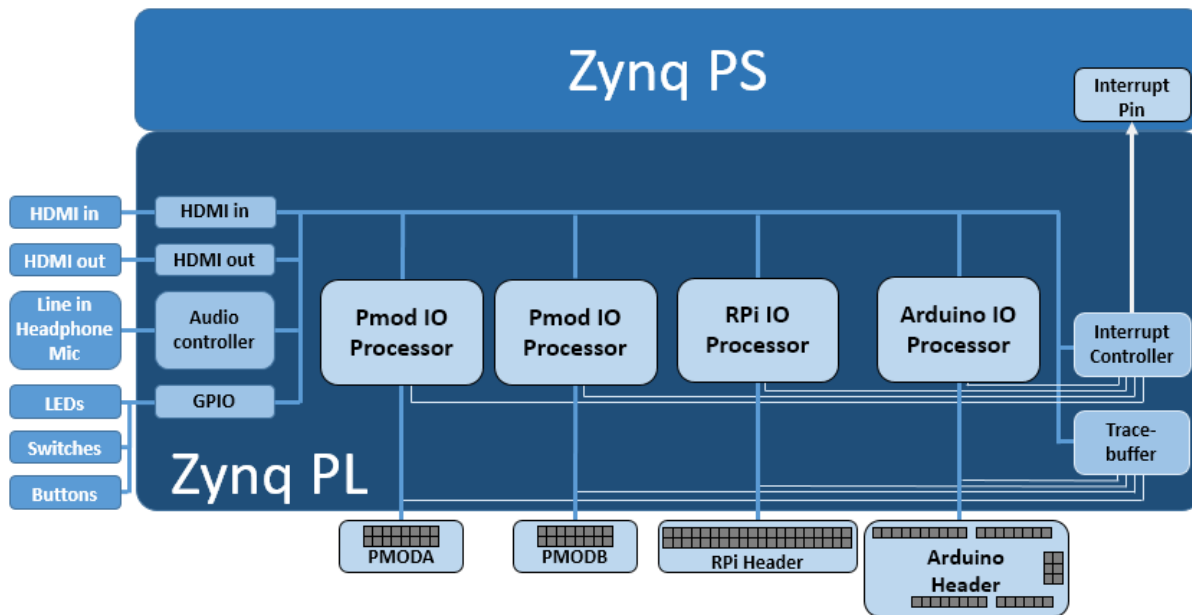 Zynq PS
Interrupt
Pin
HDMI in
HDMI in
HDMI out
HDMI out
Line in
Headphone
Mic
Audio
controller
Pmod IO
Processor
Pmod IO
Processor
RPi IO
Processor
Arduino IO
Processor
Interrupt
Controller
LEDs
GPIO
Switches
Buttons
Zynq PL
Trace-
buffer
PMODA
PMODB
RPi Header
Arduino
Header